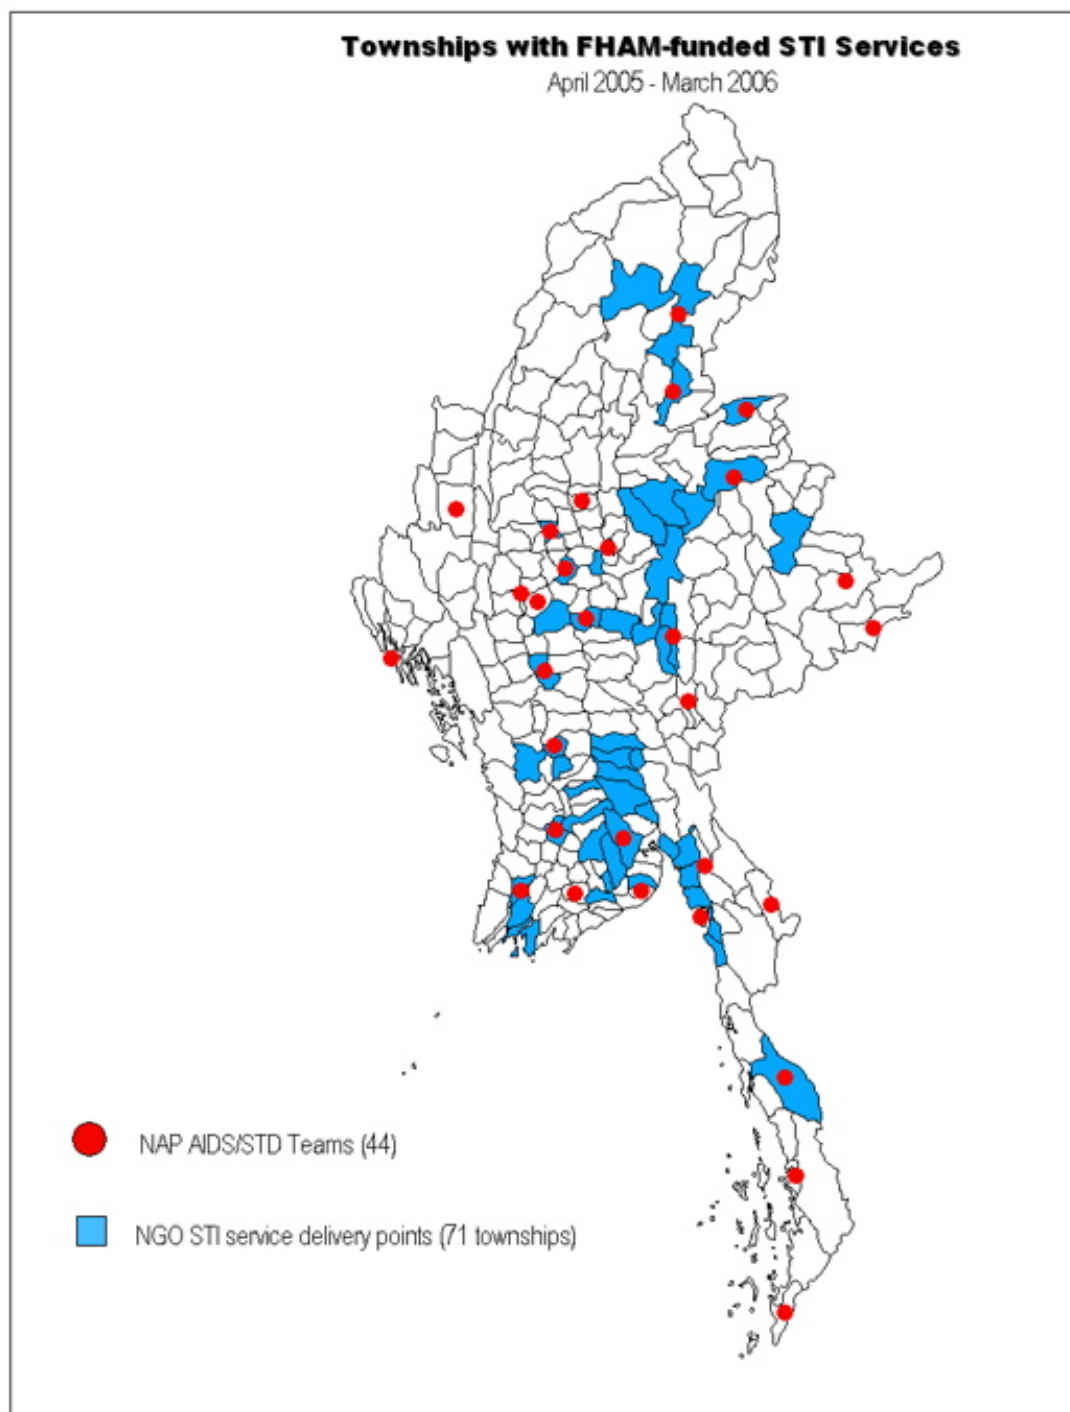 Townships with FHAM-funded STI Services
April 2005 - March 2006
NAP AIDS/STD Teams (44)
NGO STI service delivery points (71 townships)